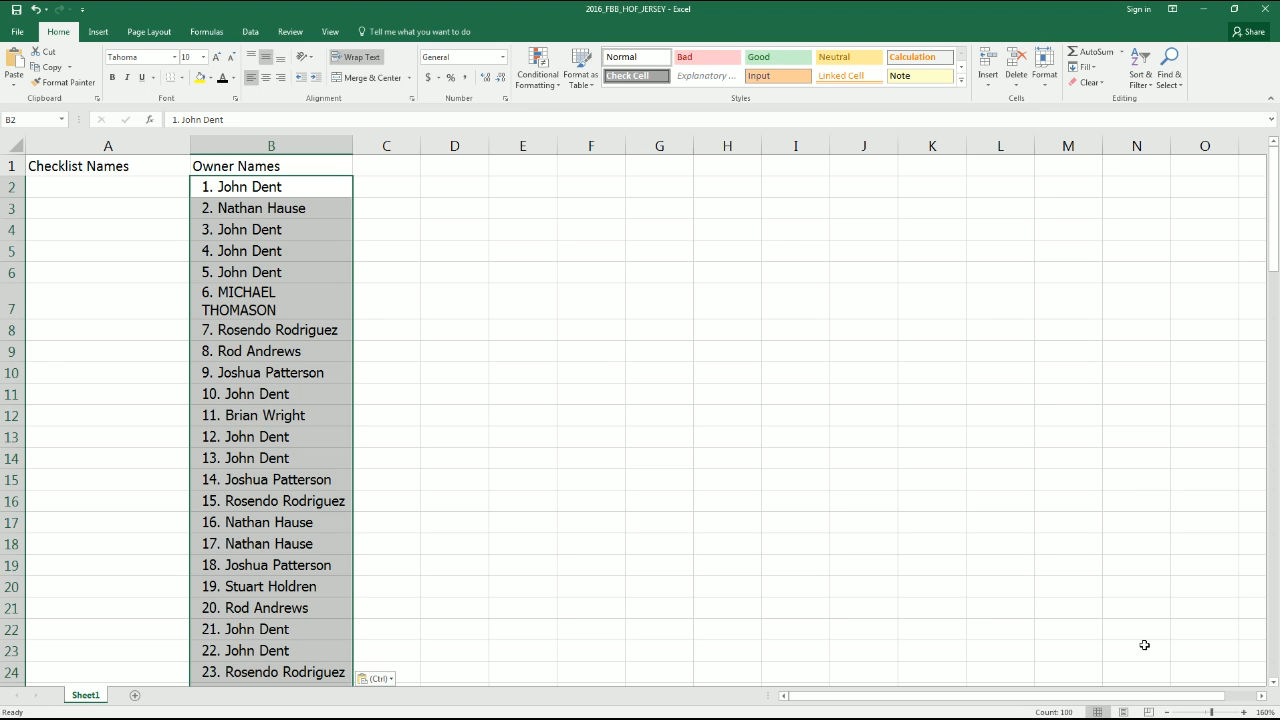 2016_FBB_HOF_JERSEY - Excel
Sign in
File Home Insert Page Layout Formulas Data Review View Tell me what you want to do
Share
Cut
Copy
Format Painter
Paste
Clipboard
Tahoma 10
B I U
Font
Wrap Text
Merge & Center
Alignment
General
$ % ,
Number
Conditional Formatting
Format as Table
Normal Bad Good Neutral Calculation
Check Cell Explanatory ... Input Linked Cell Note
Styles
Insert Delete Format
Cells
AutoSum
Fill
Clear
Sort & Filter
Find & Select
Editing
B2 fx 1. John Dent
A B C D E F G H I J K L M N O
1 Checklist Names Owner Names
2 1. John Dent
3 2. Nathan Hause
4 3. John Dent
5 4. John Dent
6 5. John Dent
7 6. MICHAEL
THOMASON
8 7. Rosendo Rodriguez
9 8. Rod Andrews
10 9. Joshua Patterson
11 10. John Dent
12 11. Brian Wright
13 12. John Dent
14 13. John Dent
15 14. Joshua Patterson
16 15. Rosendo Rodriguez
17 16. Nathan Hause
18 17. Nathan Hause
19 18. Joshua Patterson
20 19. Stuart Holdren
21 20. Rod Andrews
22 21. John Dent
23 22. John Dent
24 23. Rosendo Rodriguez
(Ctrl)
Sheet1
Ready
Count: 100
160%